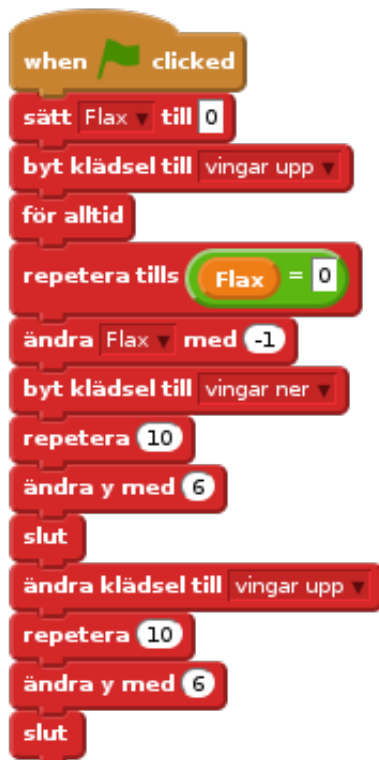 when clicked
sätt Flax till 0
byt klädsel till vingar upp
för alltid
repetera tills Flax = 0
ändra Flax med -1
byt klädsel till vingar ner
repetera 10
ändra y med 6
slut
ändra klädsel till vingar upp
repetera 10
ändra y med 6
slut